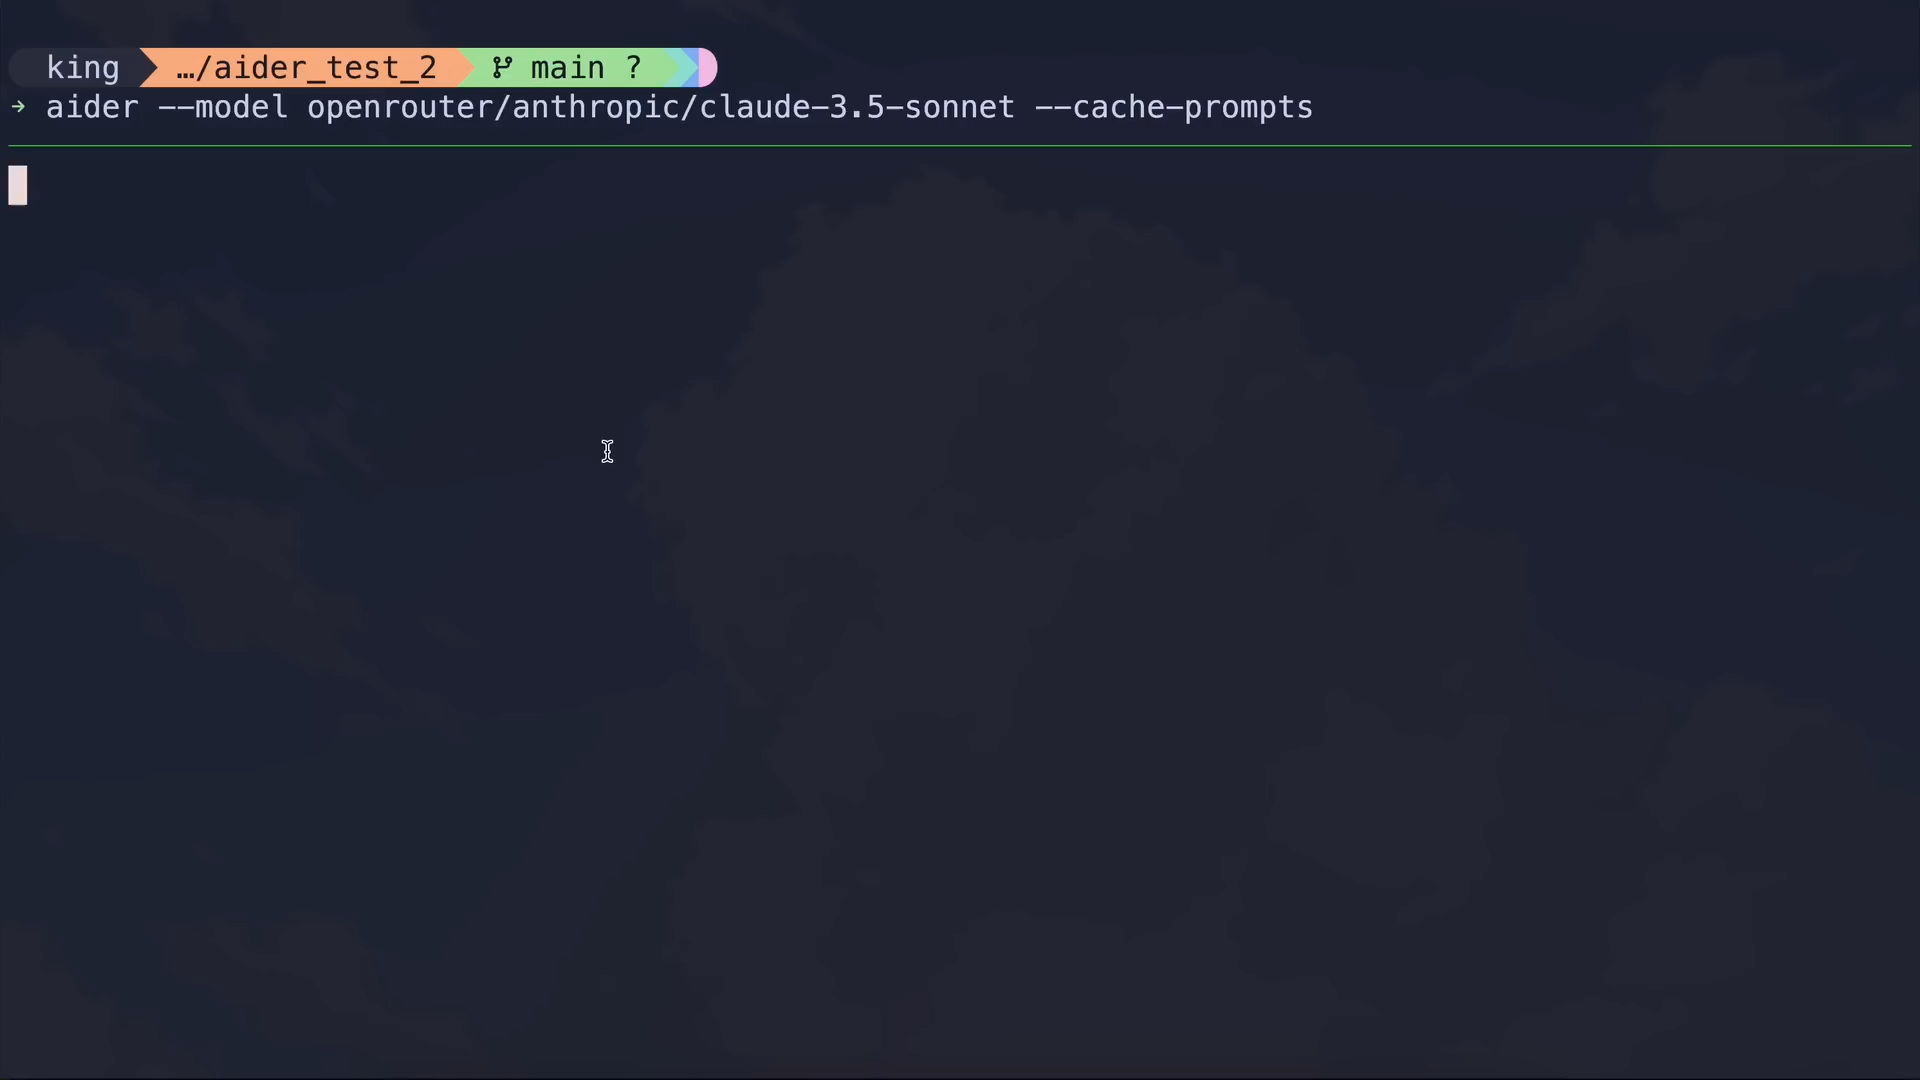 king …/aider_test_2 main ?
→ aider --model openrouter/anthropic/claude-3.5-sonnet --cache-prompts